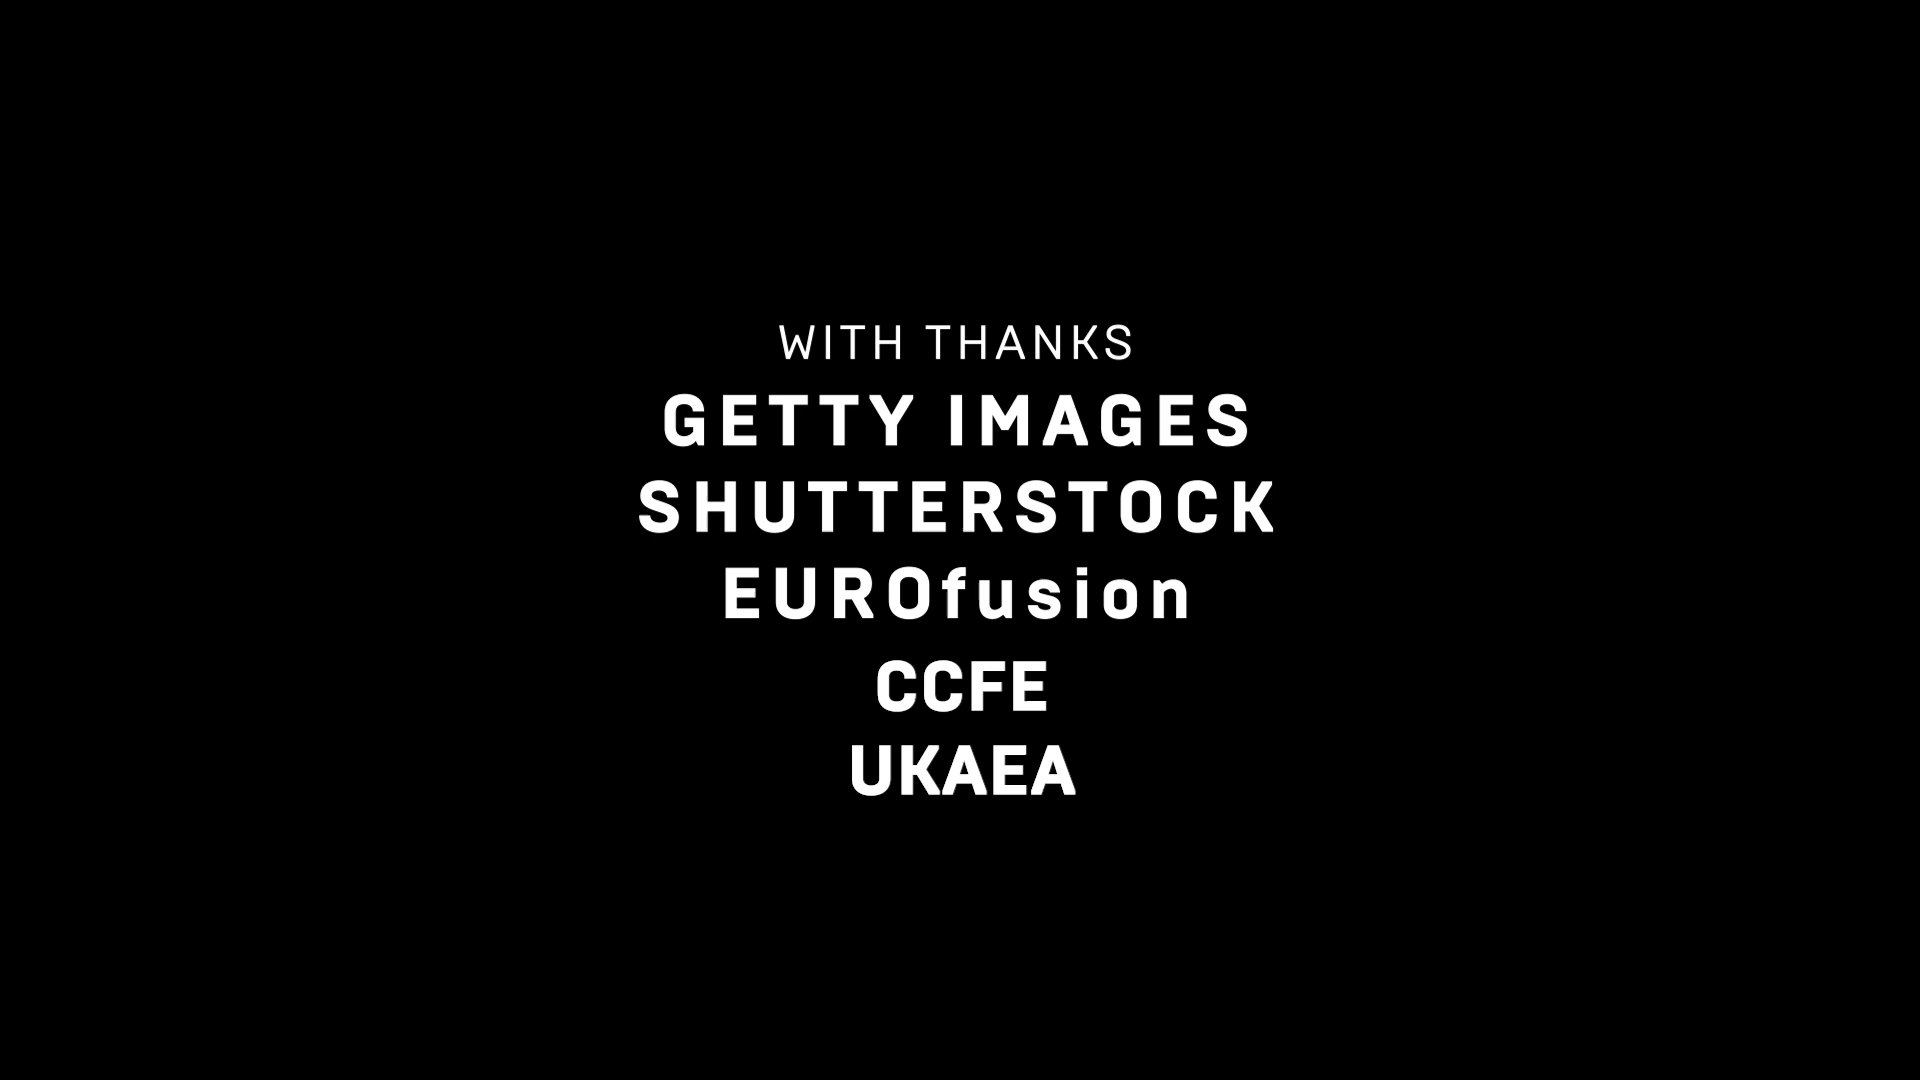 WITH THANKS
GETTY IMAGES
SHUTTERSTOCK
EUROfusion
CCFE
UKAEA